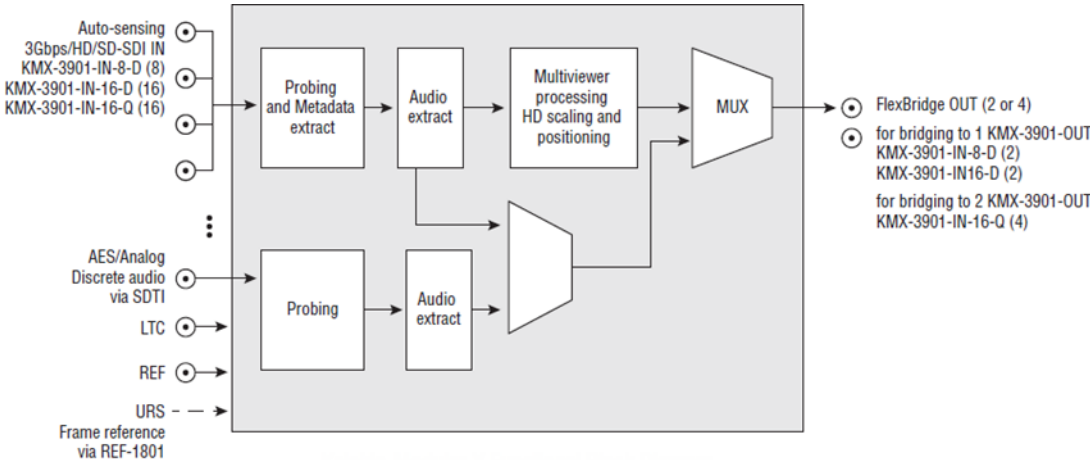 Auto-sensing
3Gbps/HD/SD-SDI IN
KMX-3901-IN-8-D (8)
KMX-3901-IN-16-D (16)
KMX-3901-IN-16-Q (16)
Probing
and Metadata
extract
Audio
extract
Multiviewer
processing
HD scaling and
positioning
MUX
FlexBridge OUT (2 or 4)
for bridging to 1 KMX-3901-OUT
KMX-3901-IN-8-D (2)
KMX-3901-IN16-D (2)
for bridging to 2 KMX-3901-OUT
KMX-3901-IN-16-Q (4)
AES/Analog
Discrete audio
via SDTI
Probing
Audio
extract
LTC
REF
URS
Frame reference
via REF-1801